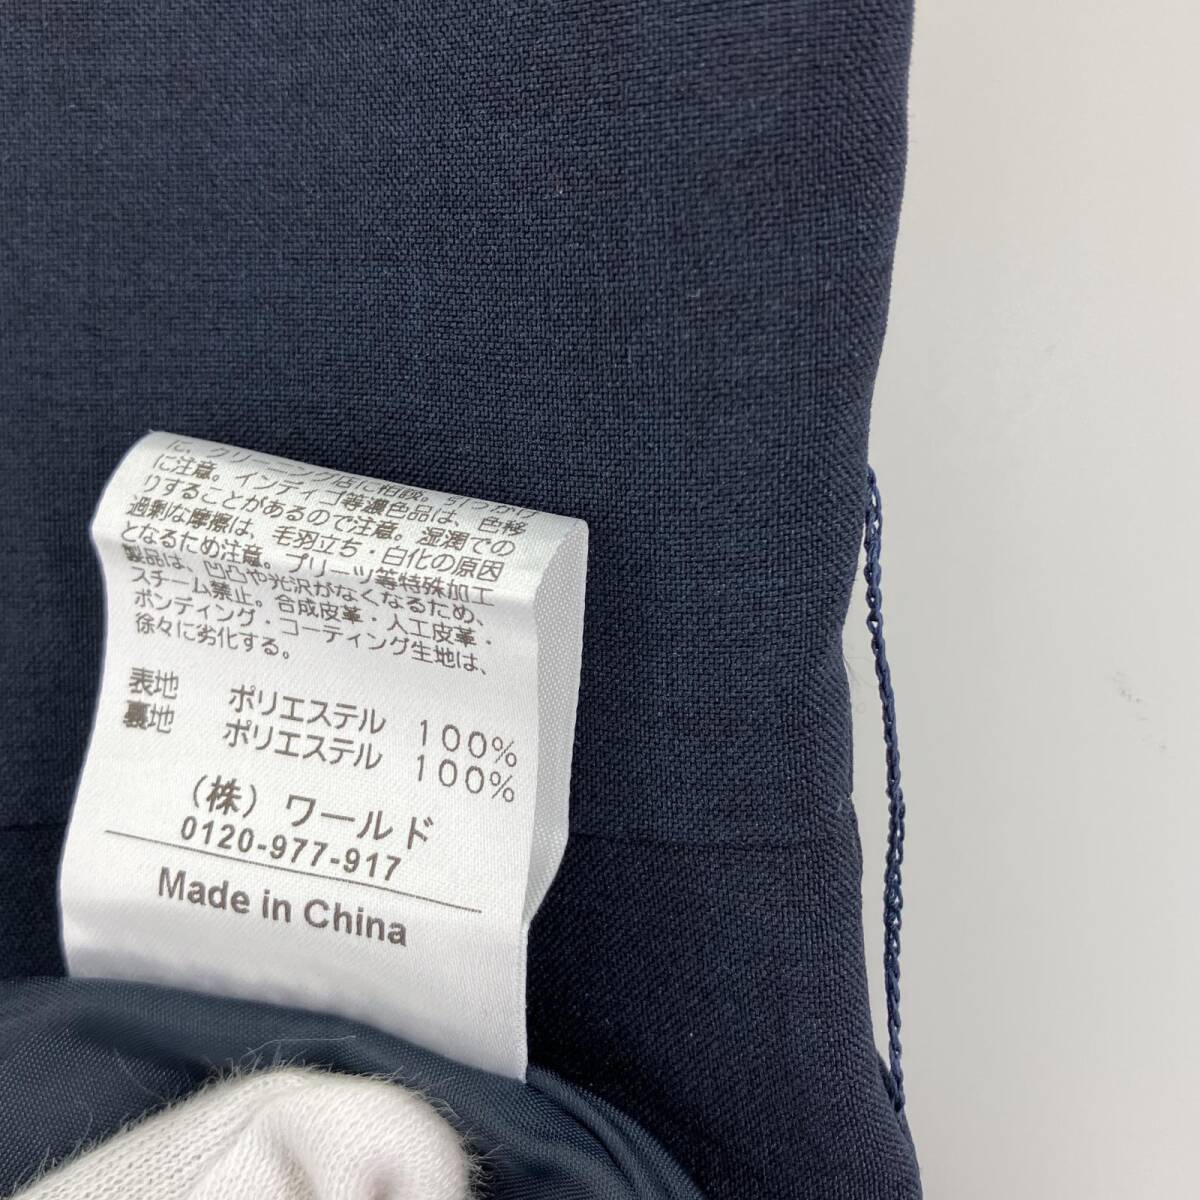 に、クリーニング店に相談。引っかけ
に注意。インディゴ等濃色品は、色移
りすることがあるので注意。湿潤での
過剰な摩擦は、毛羽立ち・白化の原因
となるため注意。プリーツ等特殊加工
製品は、凹凸や光沢がなくなるため、
スチーム禁止。合成皮革・人工皮革・
ボンディング・コーティング生地は、
徐々に劣化する。
表地 ポリエステル 100%
裏地 ポリエステル 100%
(株) ワールド
0120-977-917
Made in China